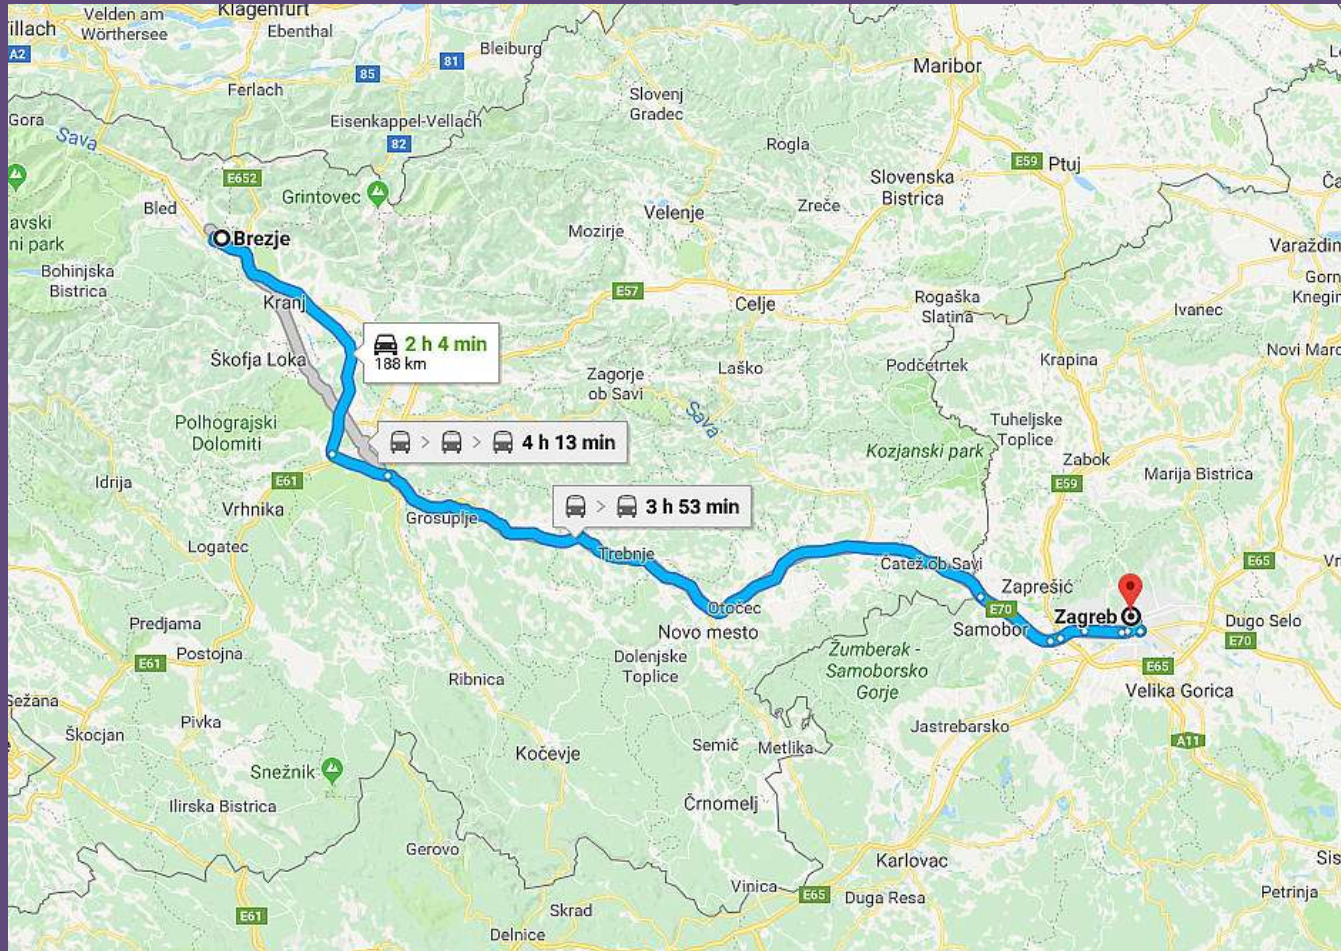 Velden am
Wörthersee
Klagenfurt
Ebenthal
illach
A2
Bleiburg
81
85
Maribor
Ferlach
Slovenj
Gradec
Gora
Sava
Eisenkappel-Vellach
82
Rogla
E59
Ptuj
E652
Grintovec
Slovenska
Bistrica
Bled
Velenje
Zreče
avski
ni park
Brezje
Mozirje
Varaždin
Bohinjska
Bistrica
E57
Celje
Rogaška
Slatina
Ivanec
Kranj
2 h 4 min
188 km
Škofja Loka
Podčetrtek
Krapina
Novi Maro
Zagorje
ob Savi
Laško
Polhograjski
Dolomiti
Sava
Tuheljske
Toplice
> > 4 h 13 min
Kozjanski park
Zabok
Marija Bistrica
Idrija
E61
E59
Vrhnika
> 3 h 53 min
Grosuplje
Logatec
Trebnje
Čatež ob Savi
E65
Zaprešić
Otočec
E70
Zagreb
Dugo Selo
Predjama
Novo mesto
Samobor
E70
Postojna
E61
Dolenjske
Toplice
Žumberak -
Samoborsko
Gorje
E65
Ribnica
Velika Gorica
Sežana
Pivka
Jastrebarsko
Škocjan
Kočevje
Semič
Metlika
A11
Snežnik
Ilirska Bistrica
Črnomelj
Gerovo
Karlovac
Sis
Vinica
E65
Duga Resa
Petrinja
E61
Skrad
Delnice